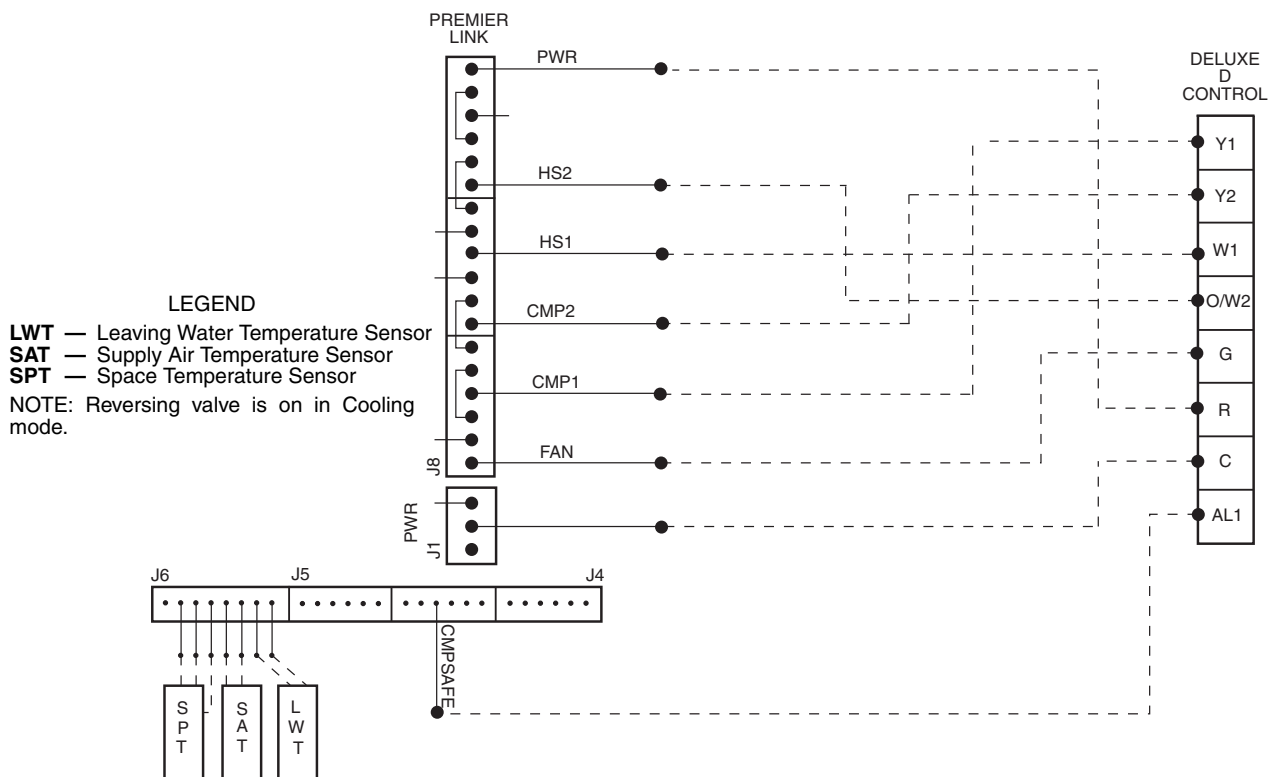 PREMIER
LINK
PWR
HS2
HS1
CMP2
CMP1
FAN
J8
PWR
J1
DELUXE
D
CONTROL
Y1
Y2
W1
O/W2
G
R
C
AL1
LEGEND
LWT — Leaving Water Temperature Sensor
SAT — Supply Air Temperature Sensor
SPT — Space Temperature Sensor
NOTE: Reversing valve is on in Cooling
mode.
J6
J5
J4
CMPSAFE
SPT
SAT
LWT